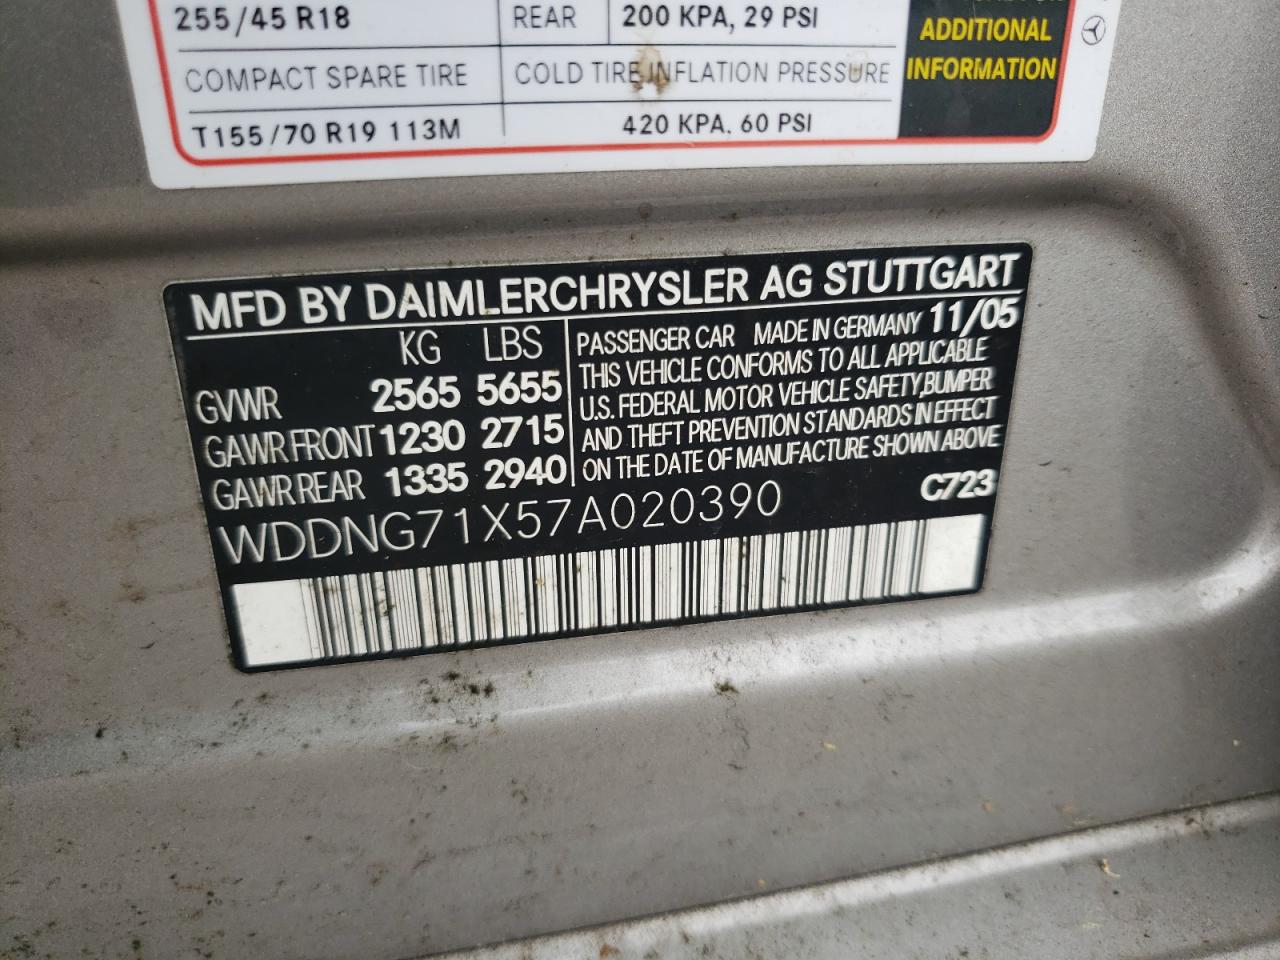 255/45 R18 REAR 200 KPA, 29 PSI
ADDITIONAL
INFORMATION
COMPACT SPARE TIRE COLD TIRE INFLATION PRESSURE
T155/70 R19 113M 420 KPA, 60 PSI
MFD BY DAIMLERCHRYSLER AG STUTTGART
KG LBS
GVWR 2565 5655
GAWR FRONT 1230 2715
GAWR REAR 1335 2940
PASSENGER CAR MADE IN GERMANY 11/05
THIS VEHICLE CONFORMS TO ALL APPLICABLE
U.S. FEDERAL MOTOR VEHICLE SAFETY,BUMPER
AND THEFT PREVENTION STANDARDS IN EFFECT
ON THE DATE OF MANUFACTURE SHOWN ABOVE
C723
WDDNG71X57A020390